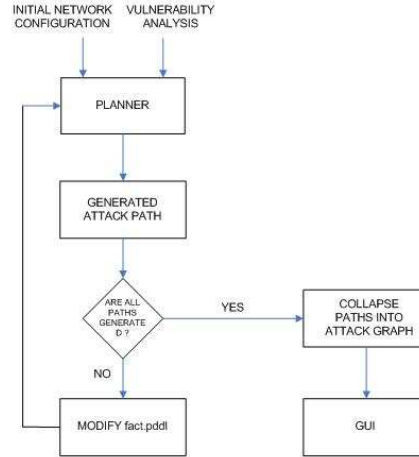 INITIAL NETWORK
CONFIGURATION
VULNERABILITY
ANALYSIS
PLANNER
GENERATED
ATTACK PATH
ARE ALL
PATHS
GENERATE
D ?
YES
COLLAPSE
PATHS INTO
ATTACK GRAPH
NO
MODIFY fact.pddl
GUI